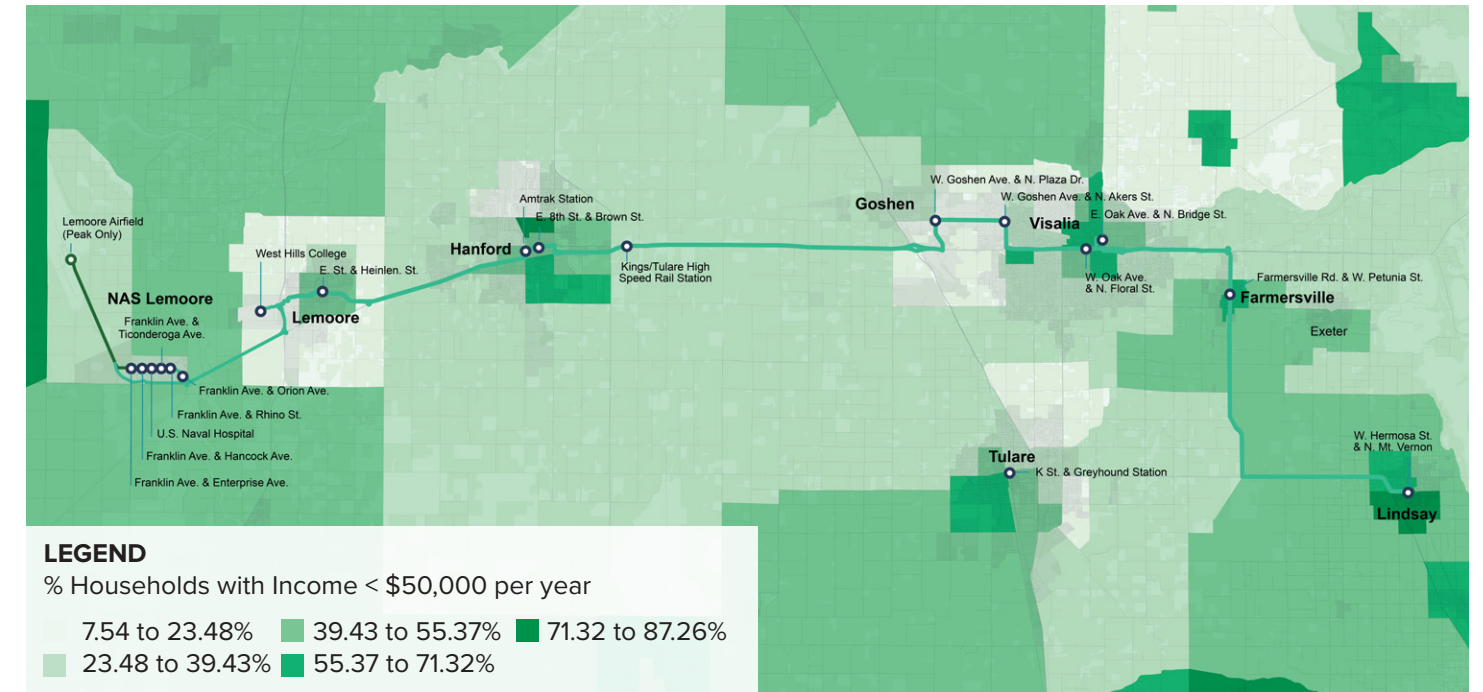 Lemoore Airfield
(Peak Only)
NAS Lemoore
Franklin Ave. &
Ticonderoga Ave.
Franklin Ave. & Orion Ave.
Franklin Ave. & Rhino St.
U.S. Naval Hospital
Franklin Ave. & Hancock Ave.
Franklin Ave. & Enterprise Ave.
West Hills College
E. St. & Heinlen. St.
Lemoore
Amtrak Station
E. 8th St. & Brown St.
Hanford
Kings/Tulare High
Speed Rail Station
W. Goshen Ave. & N. Plaza Dr.
Goshen
W. Goshen Ave. & N. Akers St.
Visalia
E. Oak Ave. & N. Bridge St.
W. Oak Ave.
& N. Floral St.
Farmersville Rd. & W. Petunia St.
Farmersville
Exeter
Tulare
K St. & Greyhound Station
W. Hermosa St.
& N. Mt. Vernon
Lindsay
LEGEND
% Households with Income < $50,000 per year
7.54 to 23.48% 39.43 to 55.37% 71.32 to 87.26%
23.48 to 39.43% 55.37 to 71.32%